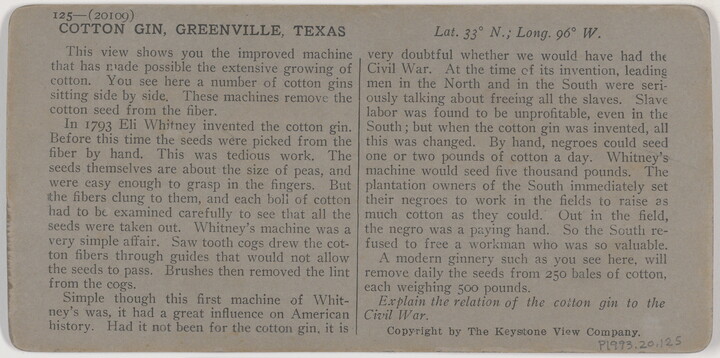 125—(20109)
COTTON GIN, GREENVILLE, TEXAS
Lat. 33° N.; Long. 96° W.
This view shows you the improved machine
that has made possible the extensive growing of
cotton. You see here a number of cotton gins
sitting side by side. These machines remove the
cotton seed from the fiber.
In 1793 Eli Whitney invented the cotton gin.
Before this time the seeds were picked from the
fiber by hand. This was tedious work. The
seeds themselves are about the size of peas, and
were easy enough to grasp in the fingers. But
the fibers clung to them, and each boll of cotton
had to be examined carefully to see that all the
seeds were taken out. Whitney's machine was a
very simple affair. Saw tooth cogs drew the cot-
ton fibers through guides that would not allow
the seeds to pass. Brushes then removed the lint
from the cogs.
Simple though this first machine of Whit-
ney's was, it had a great influence on American
history. Had it not been for the cotton gin, it is
very doubtful whether we would have had the
Civil War. At the time of its invention, leading
men in the North and in the South were seri-
ously talking about freeing all the slaves. Slave
labor was found to be unprofitable, even in the
South; but when the cotton gin was invented, all
this was changed. By hand, negroes could seed
one or two pounds of cotton a day. Whitney's
machine would seed five thousand pounds. The
plantation owners of the South immediately set
their negroes to work in the fields to raise as
much cotton as they could. Out in the field,
the negro was a paying hand. So the South re-
fused to free a workman who was so valuable.
A modern ginnery such as you see here, will
remove daily the seeds from 250 bales of cotton,
each weighing 500 pounds.
Explain the relation of the cotton gin to the
Civil War.
Copyright by The Keystone View Company.
P1993.20.125